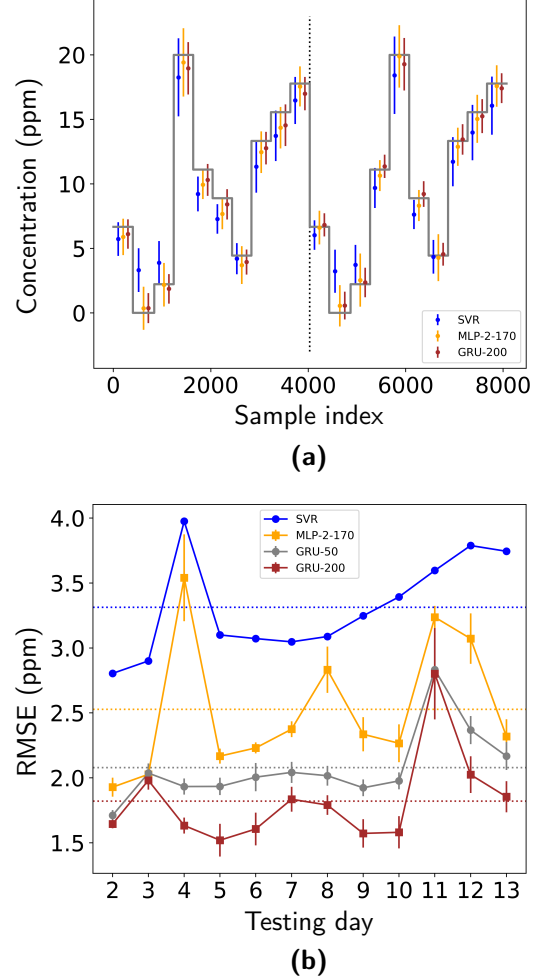 20
15
10
5
0
Concentration (ppm)
SVR
MLP-2-170
GRU-200
0 2000 4000 6000 8000
Sample index
(a)
4.0
3.5
3.0
2.5
2.0
1.5
RMSE (ppm)
SVR
MLP-2-170
GRU-50
GRU-200
2 3 4 5 6 7 8 9 10 11 12 13
Testing day
(b)